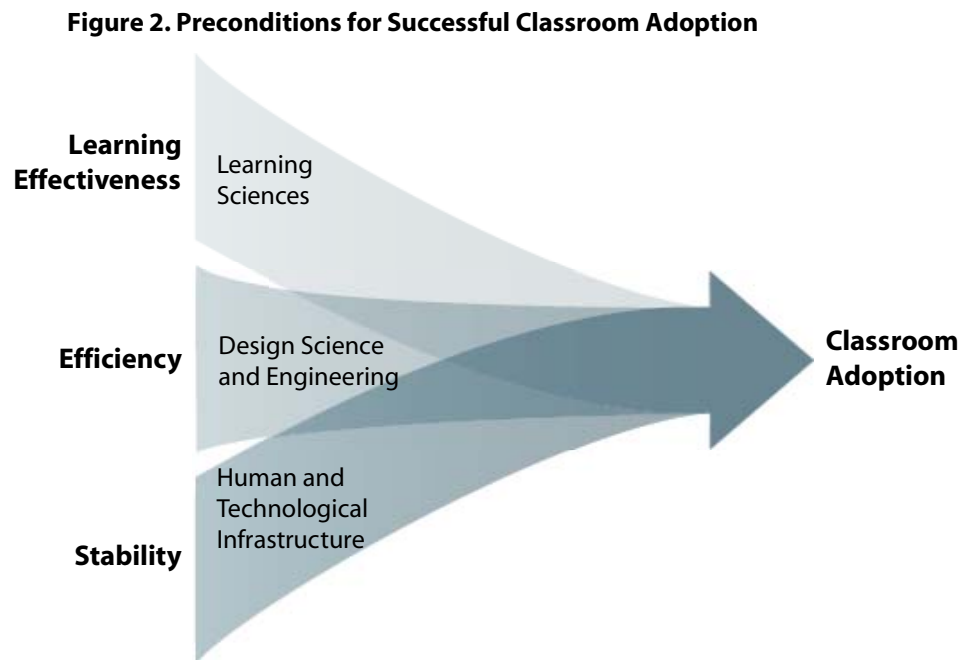 Figure 2. Preconditions for Successful Classroom Adoption
Learning
Effectiveness
Learning
Sciences
Efficiency
Design Science
and Engineering
Classroom
Adoption
Stability
Human and
Technological
Infrastructure